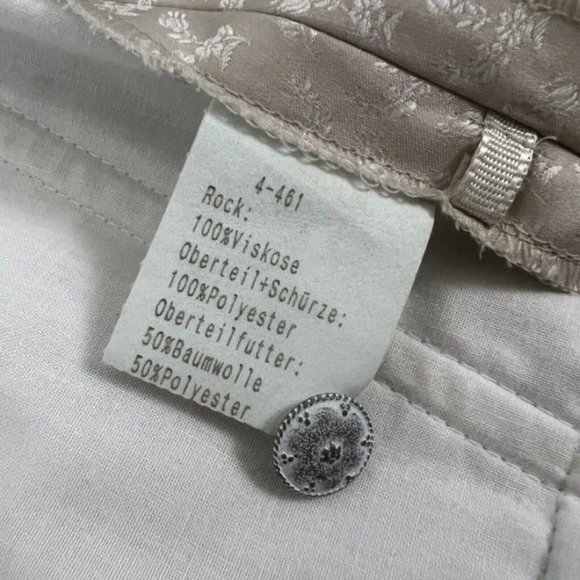 4-461
Rock:
100%Viskose
Oberteil+Schürze:
100%Polyester
Oberteilfutter:
50%Baumwolle
50%Polyester